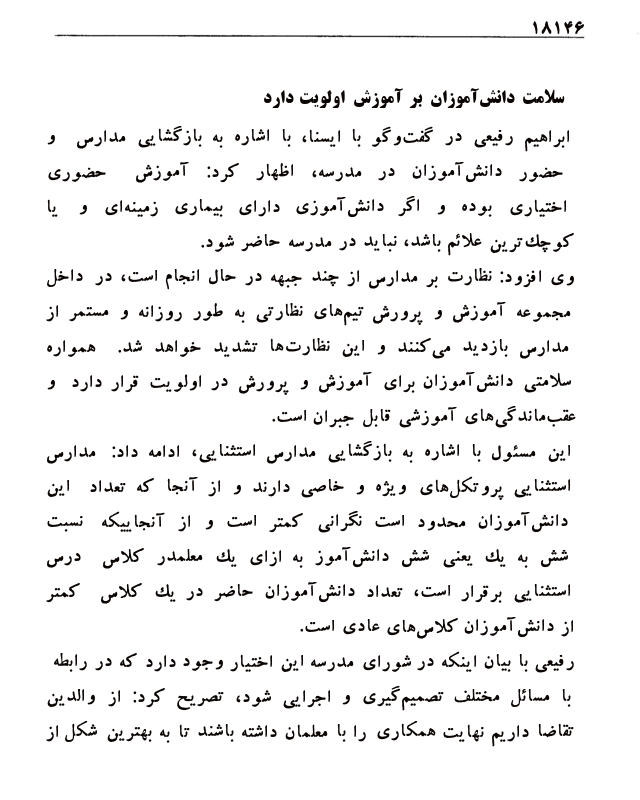 ۱۸۱۴۶
سلامت دانش‌آموزان بر آموزش اولویت دارد
ابراهیم رفیعی در گفت‌وگو با ایسنا، با اشاره به بازگشایی مدارس و
حضور دانش‌آموزان در مدرسه، اظهار کرد: آموزش حضوری
اختیاری بوده و اگر دانش‌آموزی دارای بیماری زمینه‌ای و یا
کوچك‌ترین علائم باشد، نباید در مدرسه حاضر شود.
وی افزود: نظارت بر مدارس از چند جبهه در حال انجام است، در داخل
مجموعه آموزش و پرورش تیم‌های نظارتی به طور روزانه و مستمر از
مدارس بازدید می‌کنند و این نظارت‌ها تشدید خواهد شد. همواره
سلامتی دانش‌آموزان برای آموزش و پرورش در اولویت قرار دارد و
عقب‌ماندگی‌های آموزشی قابل جبران است.
این مسئول با اشاره به بازگشایی مدارس استثنایی، ادامه داد: مدارس
استثنایی پروتکل‌های ویژه و خاصی دارند و از آنجا که تعداد این
دانش‌آموزان محدود است نگرانی کمتر است و از آنجاییکه نسبت
شش به یك یعنی شش دانش‌آموز به ازای یك معلمدر کلاس درس
استثنایی برقرار است، تعداد دانش‌آموزان حاضر در یك کلاس کمتر
از دانش‌آموزان کلاس‌های عادی است.
رفیعی با بیان اینکه در شورای مدرسه این اختیار وجود دارد که در رابطه
با مسائل مختلف تصمیم‌گیری و اجرایی شود، تصریح کرد: از والدین
تقاضا داریم نهایت همکاری را با معلمان داشته باشند تا به بهترین شکل از